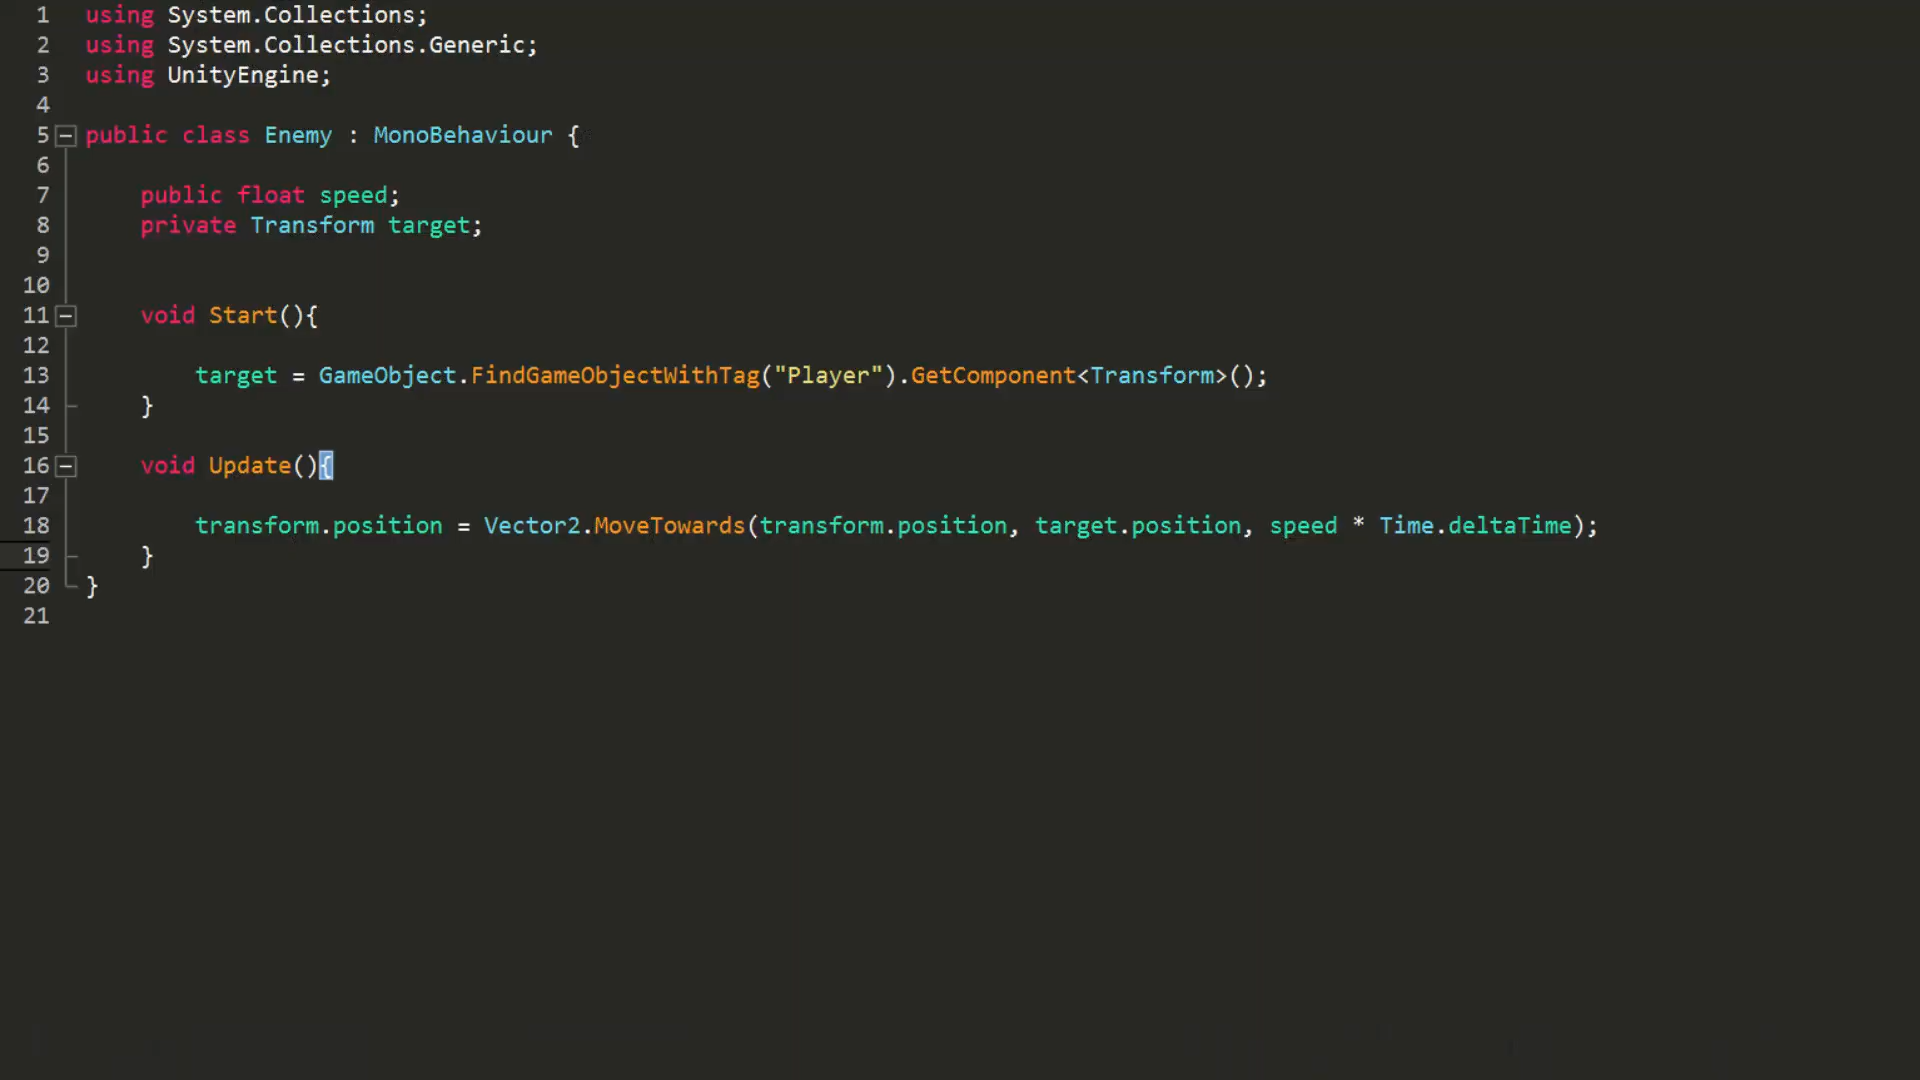 1 using System.Collections;
2 using System.Collections.Generic;
3 using UnityEngine;
4
5 public class Enemy : MonoBehaviour {
6
7 public float speed;
8 private Transform target;
9
10
11 void Start(){
12
13 target = GameObject.FindGameObjectWithTag("Player").GetComponent<Transform>();
14 }
15
16 void Update(){
17
18 transform.position = Vector2.MoveTowards(transform.position, target.position, speed * Time.deltaTime);
19 }
20 }
21